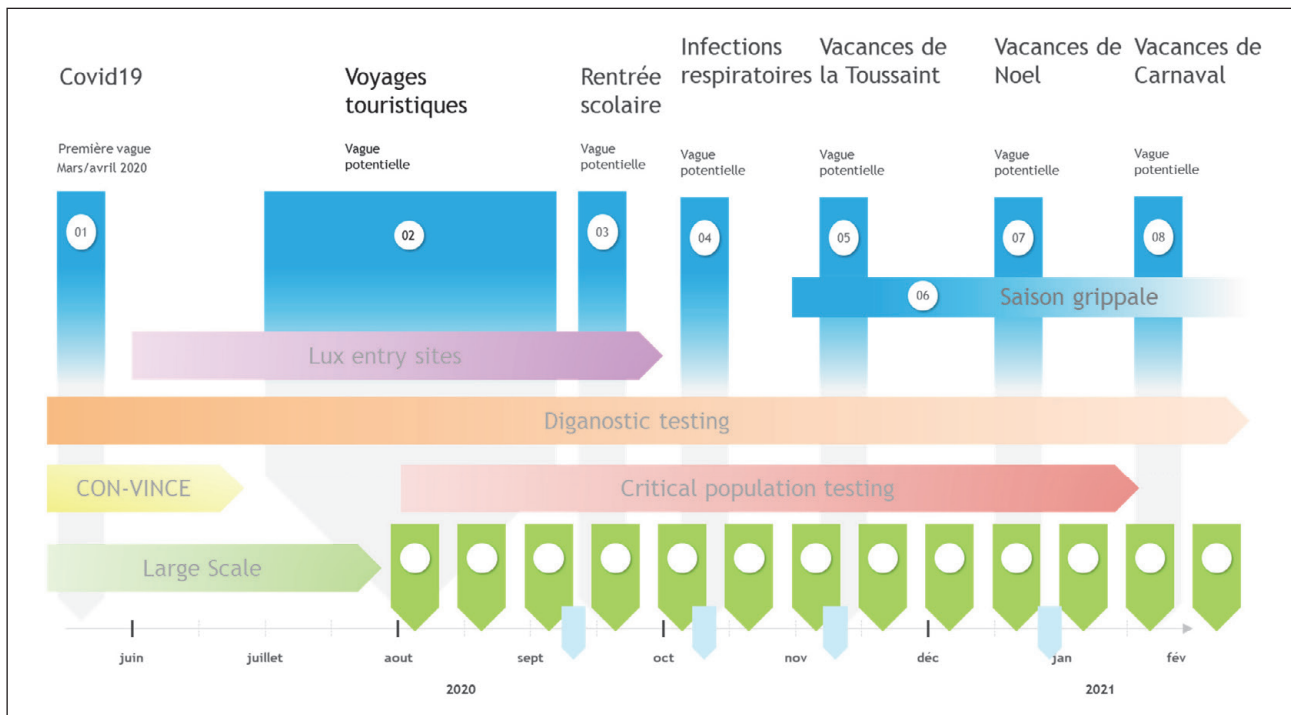 Covid19
Voyages
touristiques
Rentrée
scolaire
Infections
respiratoires
Vacances de
la Toussaint
Vacances de
Noel
Vacances de
Carnaval
Première vague
Mars/avril 2020
Vague
potentielle
Vague
potentielle
Vague
potentielle
Vague
potentielle
Vague
potentielle
Vague
potentielle
01
02
03
04
05
07
08
06
Saison grippale
Lux entry sites
Diganostic testing
CON-VINCE
Critical population testing
Large Scale
juin
juillet
aout
sept
oct
nov
déc
jan
fév
2020
2021